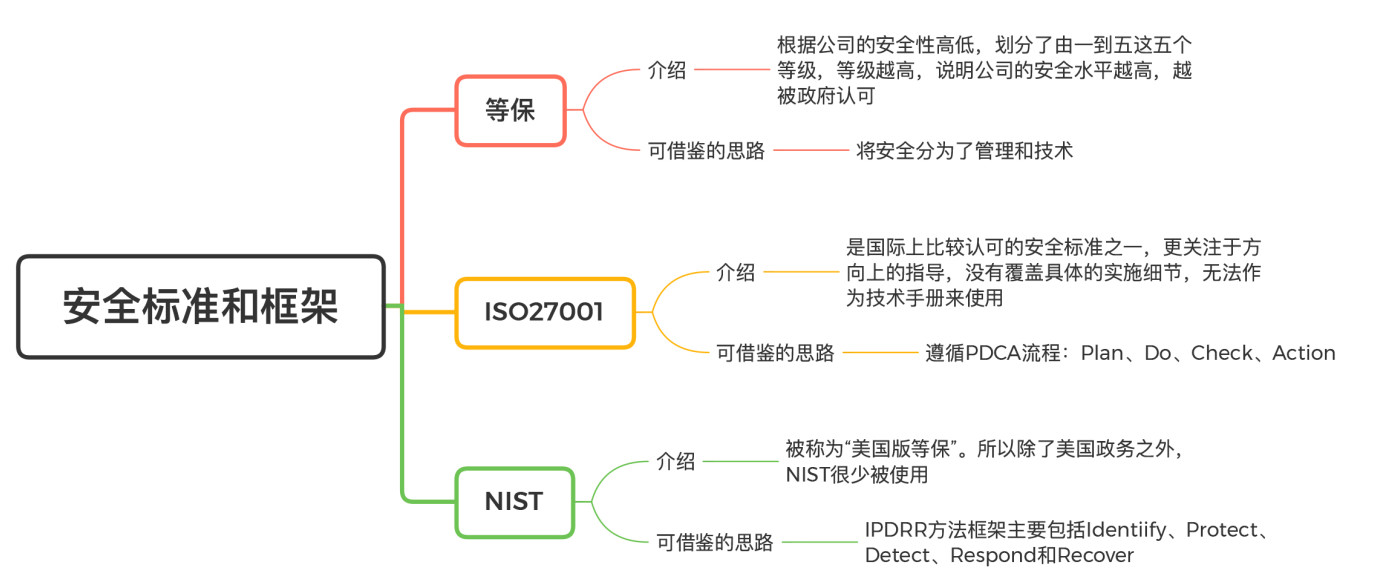 安全标准和框架
等保
介绍
根据公司的安全性高低，划分了由一到五这五个
等级，等级越高，说明公司的安全水平越高，越
被政府认可
可借鉴的思路
将安全分为了管理和技术
ISO27001
介绍
是国际上比较认可的安全标准之一，更关注于方
向上的指导，没有覆盖具体的实施细节，无法作
为技术手册来使用
可借鉴的思路
遵循PDCA流程：Plan、Do、Check、Action
NIST
介绍
被称为“美国版等保”。所以除了美国政务之外，
NIST很少被使用
可借鉴的思路
IPDRR方法框架主要包括Identiify、Protect、
Detect、Respond和Recover